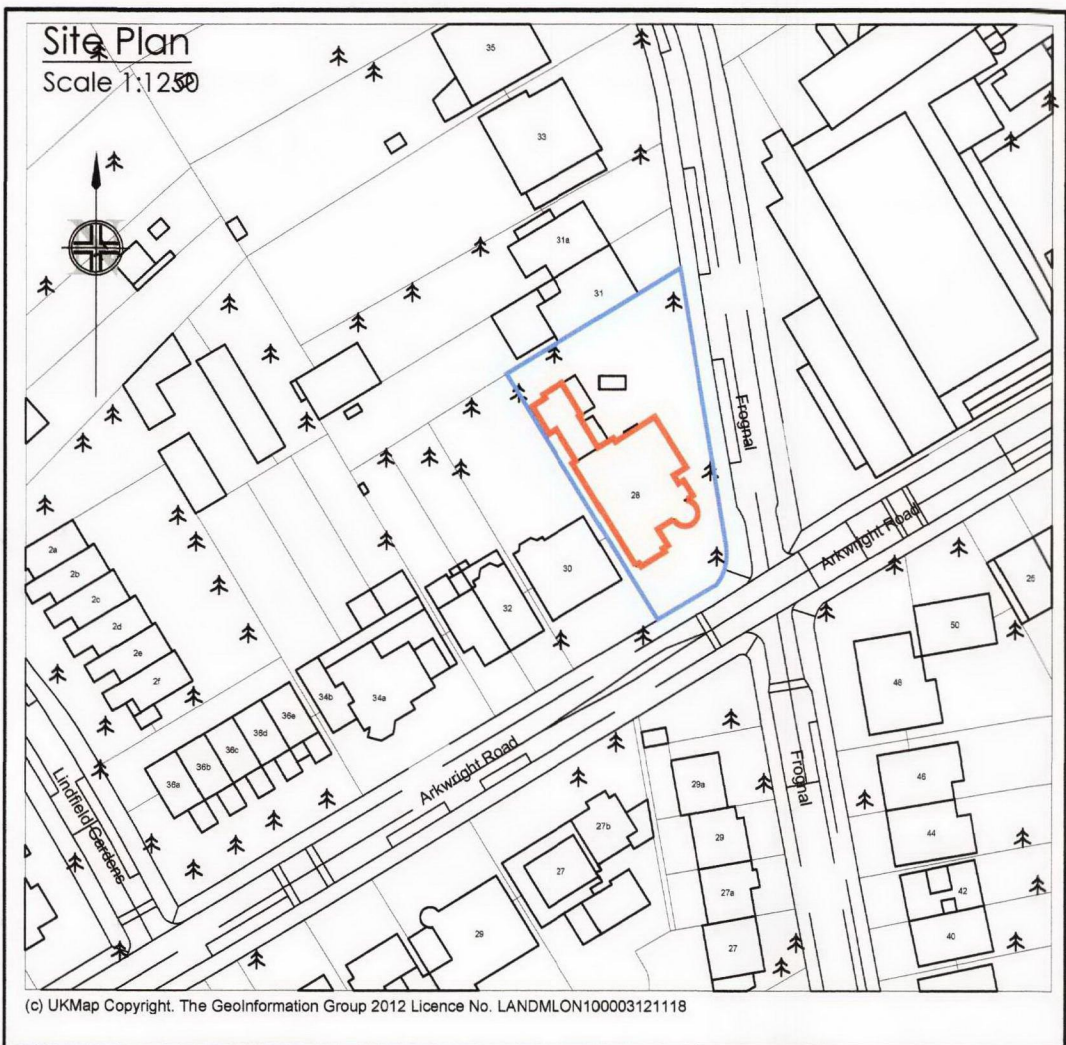 Site Plan
Scale 1:1250
35
33
31a
31
Frognal
28
Arkwright Road
2a
2b
2c
2d
2e
2f
30
32
34b
34a
36e
36d
36c
36b
36a
25
50
48
Lindfield Gardens
Arkwright Road
Frognal
46
44
42
40
29a
29
27a
27
27b
27
29
(c) UKMap Copyright. The GeoInformation Group 2012 Licence No. LANDMLON100003121118